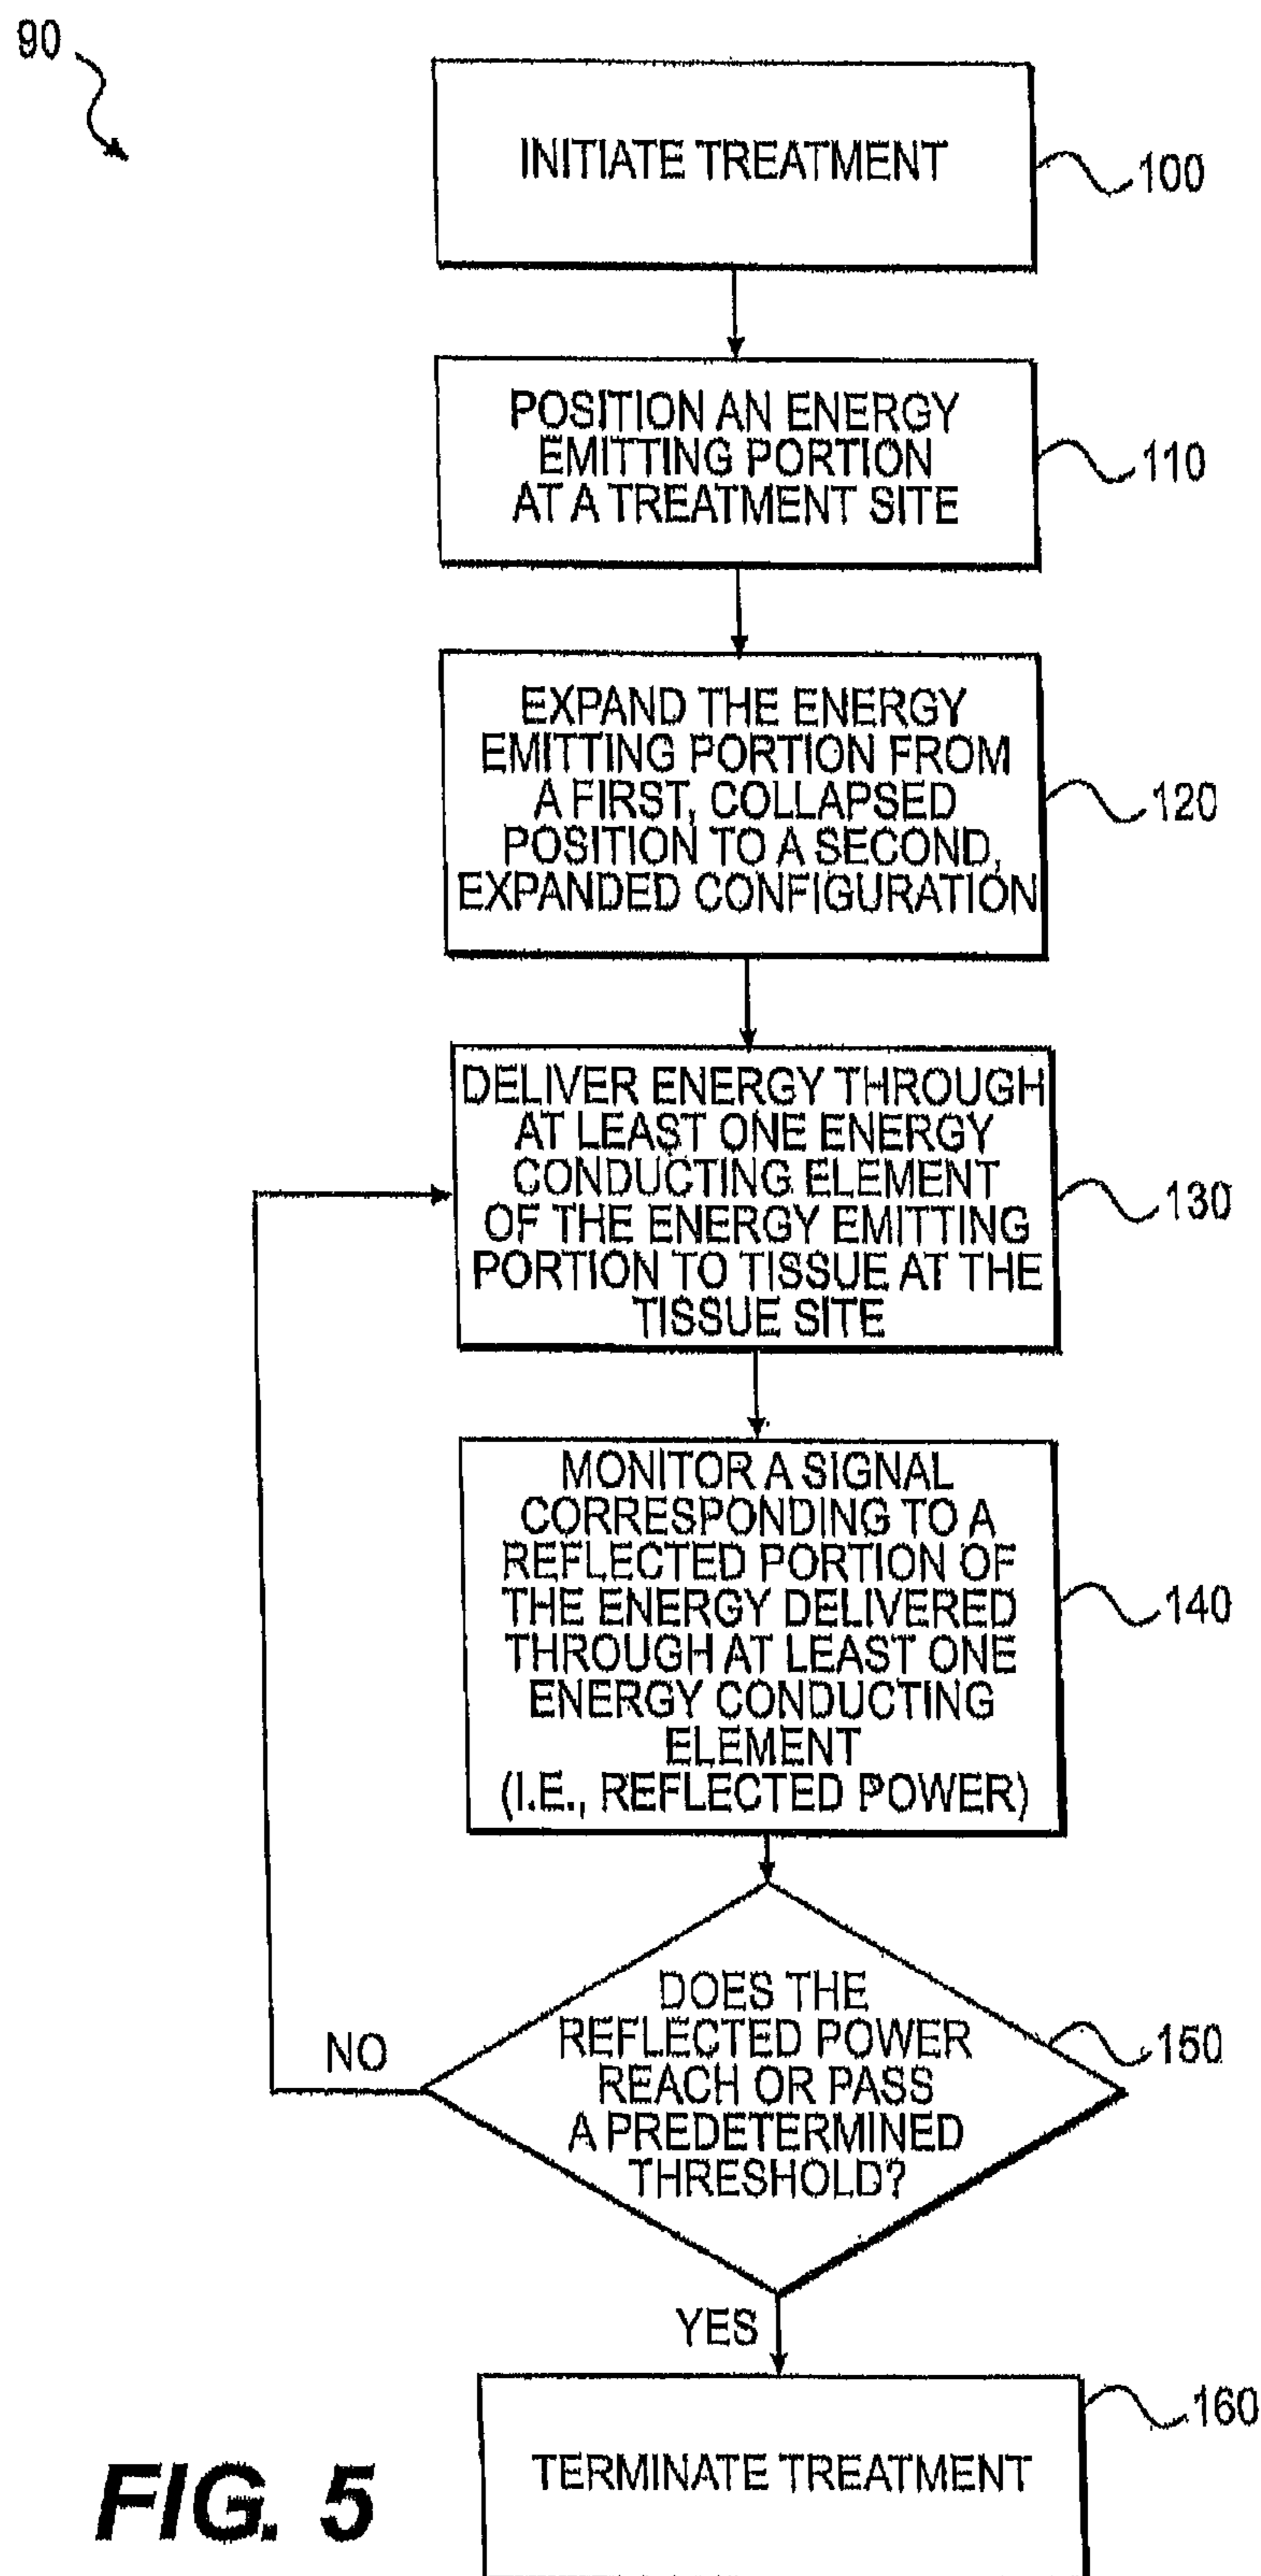 90
INITIATE TREATMENT
100
POSITION AN ENERGY
EMITTING PORTION
AT A TREATMENT SITE
110
EXPAND THE ENERGY
EMITTING PORTION FROM
A FIRST, COLLAPSED
POSITION TO A SECOND,
EXPANDED CONFIGURATION
120
DELIVER ENERGY THROUGH
AT LEAST ONE ENERGY
CONDUCTING ELEMENT
OF THE ENERGY EMITTING
PORTION TO TISSUE AT THE
TISSUE SITE
130
MONITOR A SIGNAL
CORRESPONDING TO A
REFLECTED PORTION OF
THE ENERGY DELIVERED
THROUGH AT LEAST ONE
ENERGY CONDUCTING
ELEMENT
(I.E., REFLECTED POWER)
140
DOES THE
REFLECTED POWER
REACH OR PASS
A PREDETERMINED
THRESHOLD?
150
NO
YES
TERMINATE TREATMENT
160
FIG. 5